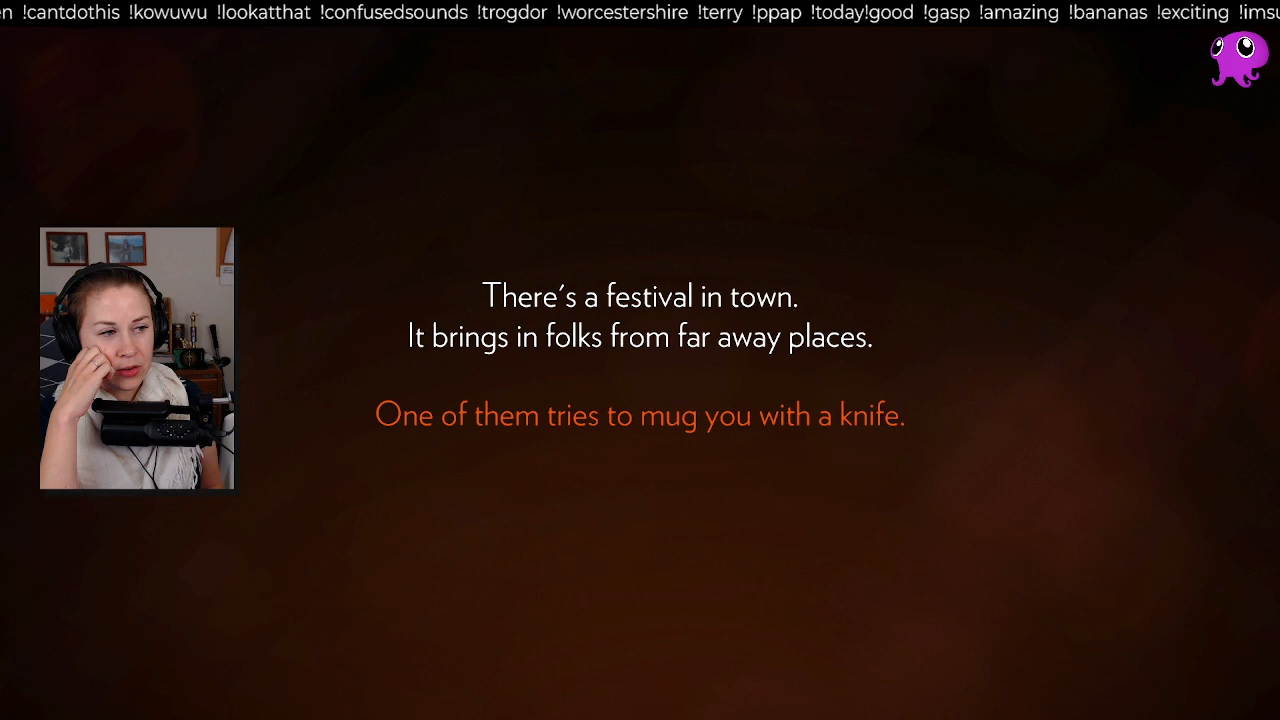 !cantdothis !kowuwu !lookatthat !confusedsounds !trogdor !worcestershire !terry !ppap !today!good !gasp !amazing !bananas !exciting
There's a festival in town.
It brings in folks from far away places.
One of them tries to mug you with a knife.